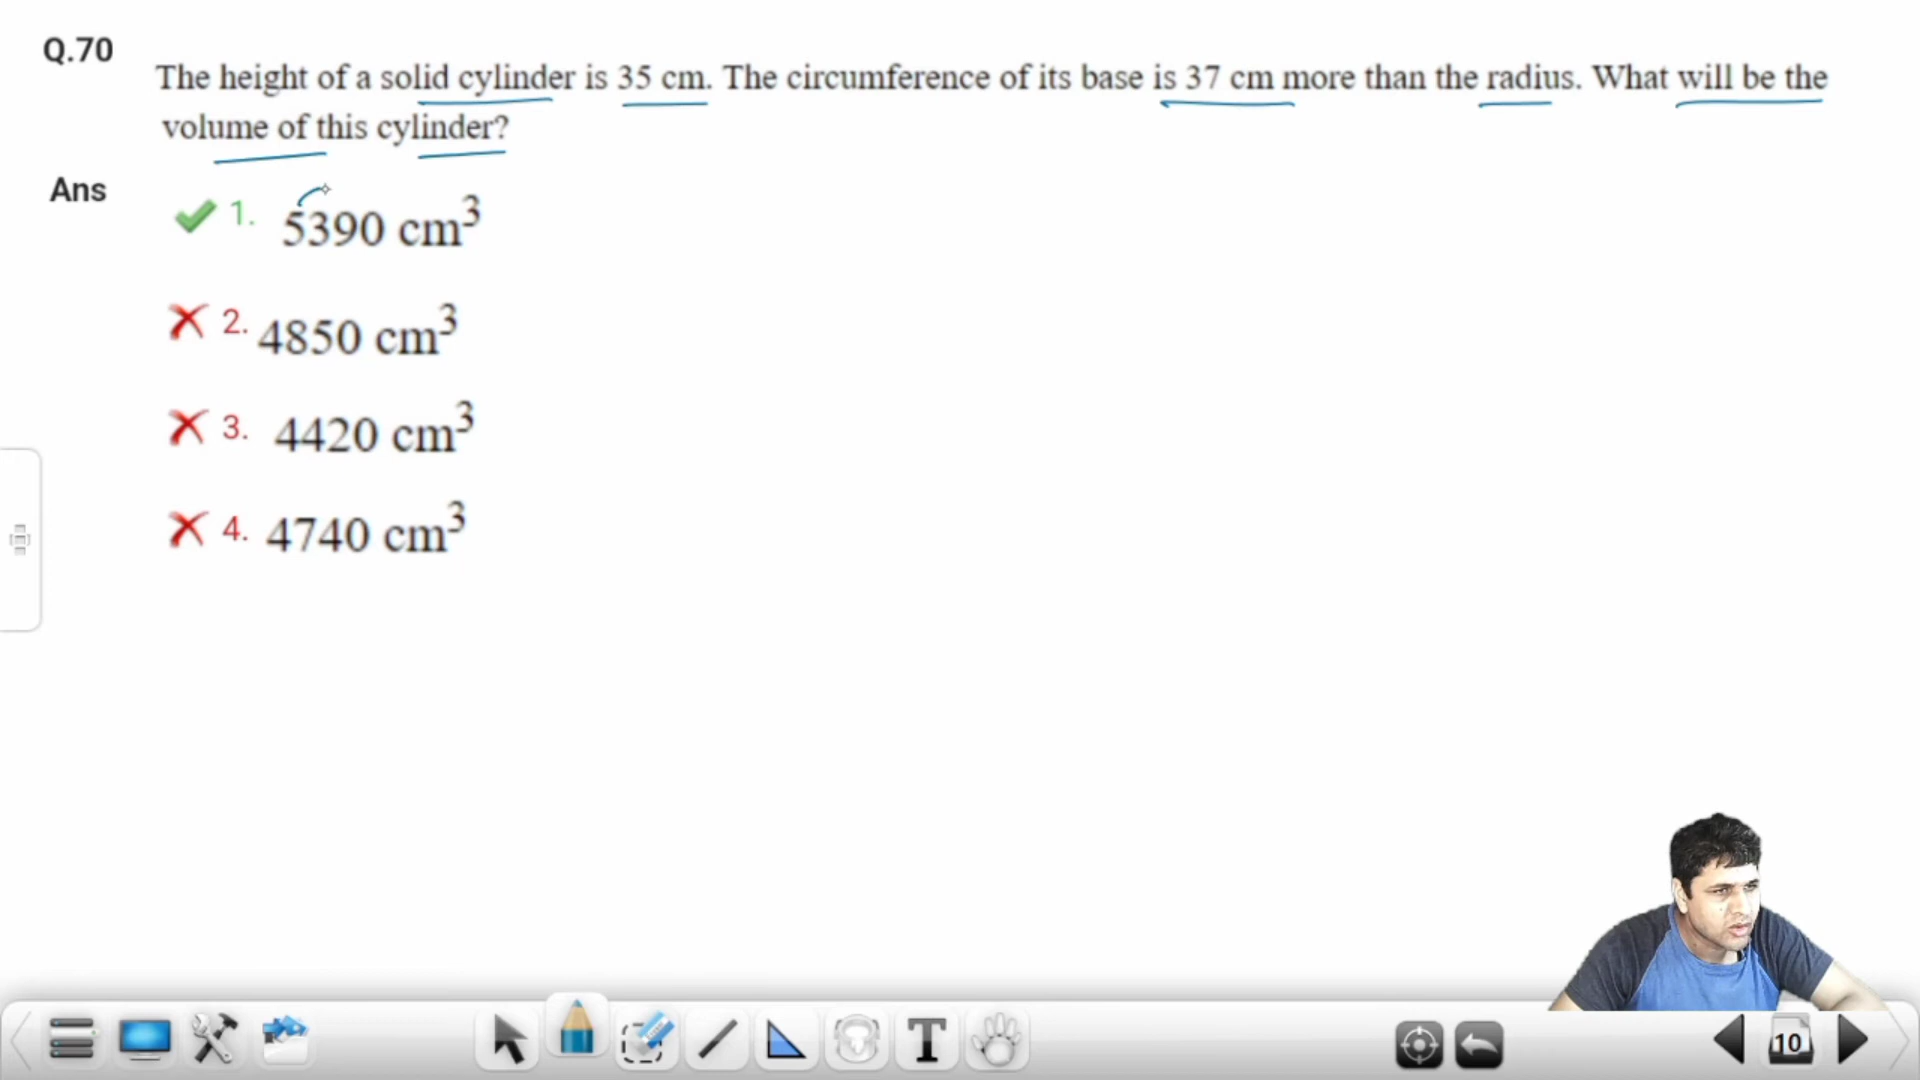 Q.70
The height of a solid cylinder is 35 cm. The circumference of its base is 37 cm more than the radius. What will be the
volume of this cylinder?
Ans
1. 5390 cm³
2. 4850 cm³
3. 4420 cm³
4. 4740 cm³
T
10